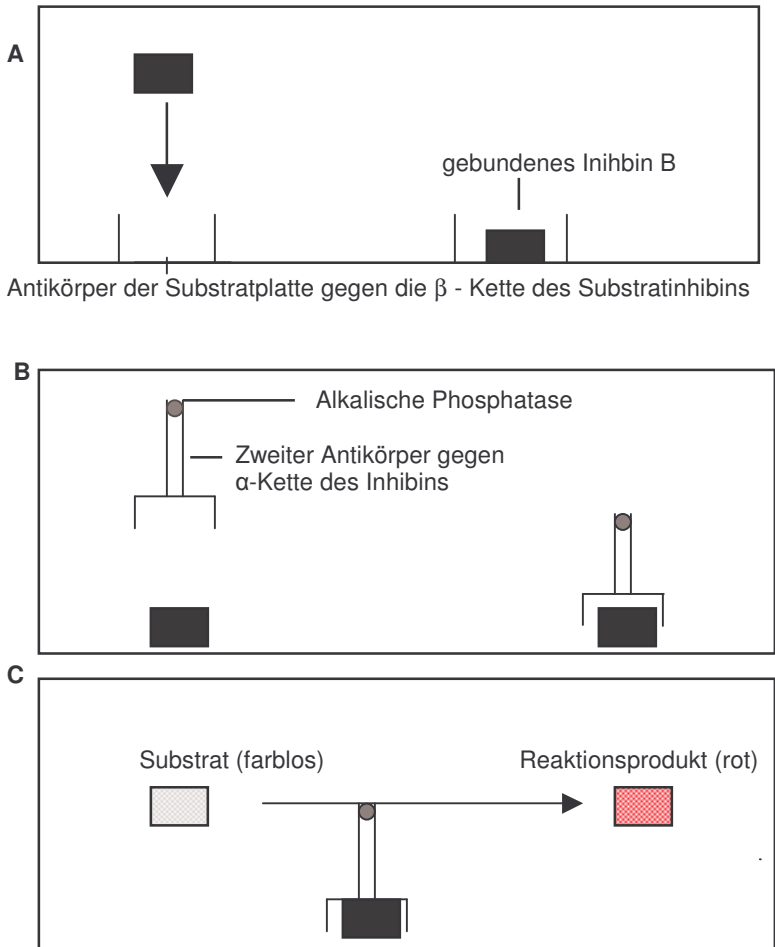 A
gebundenes Inihbin B
Antikörper der Substratplatte gegen die β - Kette des Substratinhibins
B
Alkalische Phosphatase
Zweiter Antikörper gegen
α-Kette des Inhibins
C
Substrat (farblos)
Reaktionsprodukt (rot)